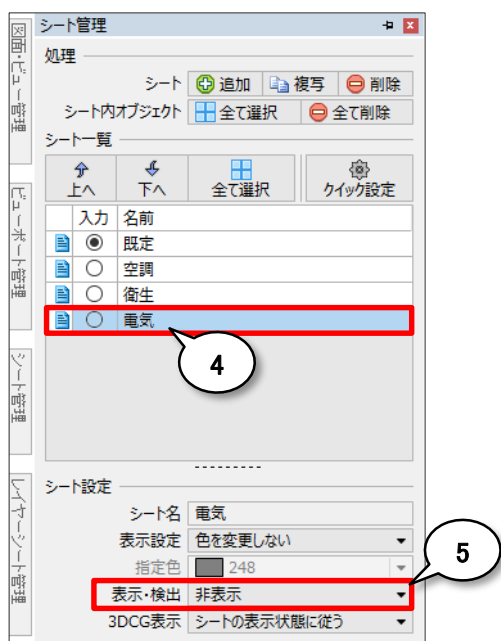 シート管理
処理
シート 追加 複写 削除
シート内オブジェクト 全て選択 全て削除
シート一覧
上へ 下へ 全て選択 クイック設定
入力 名前
既定
空調
衛生
電気
4
シート設定
シート名 電気
表示設定 色を変更しない
指定色 248
表示・検出 非表示
5
3DCG表示 シートの表示状態に従う
図面・ビュー管理
ビューポート管理
シート管理
レイヤーシート管理